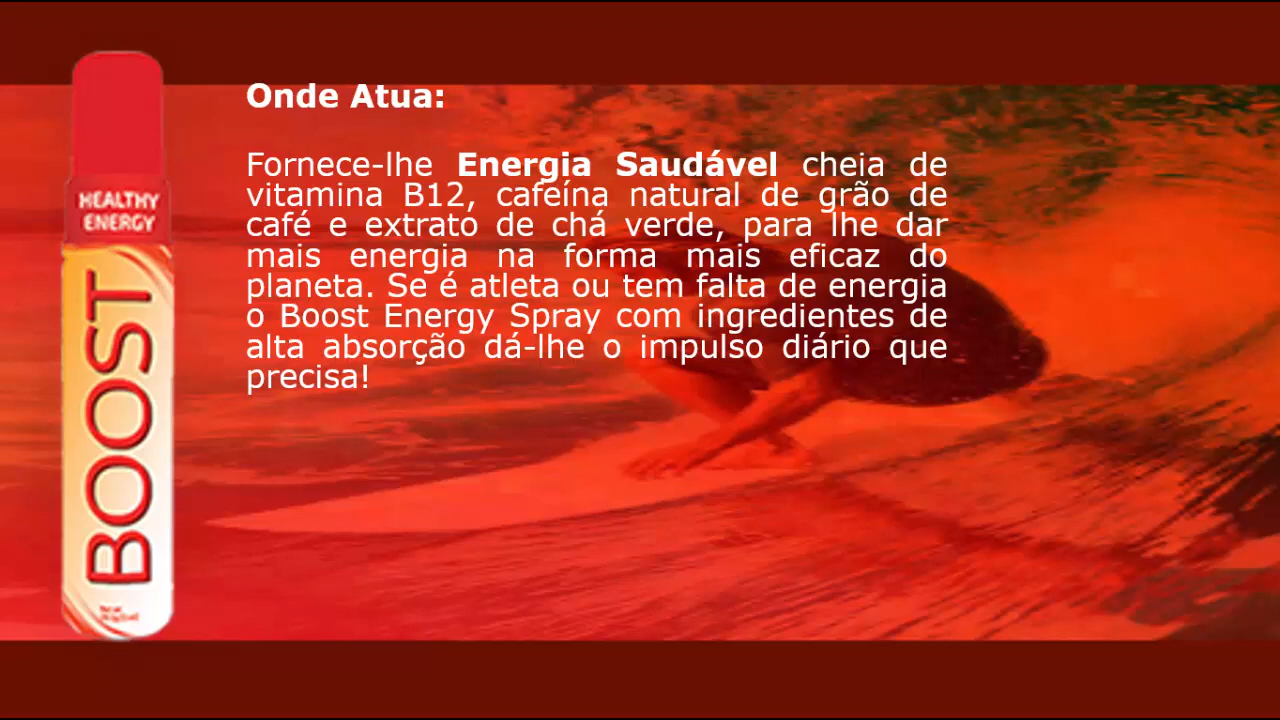 Onde Atua:
Fornece-lhe Energia Saudável cheia de
vitamina B12, cafeína natural de grão de
café e extrato de chá verde, para lhe dar
mais energia na forma mais eficaz do
planeta. Se é atleta ou tem falta de energia
o Boost Energy Spray com ingredientes de
alta absorção dá-lhe o impulso diário que
precisa!
HEALTHY
ENERGY
BOOST